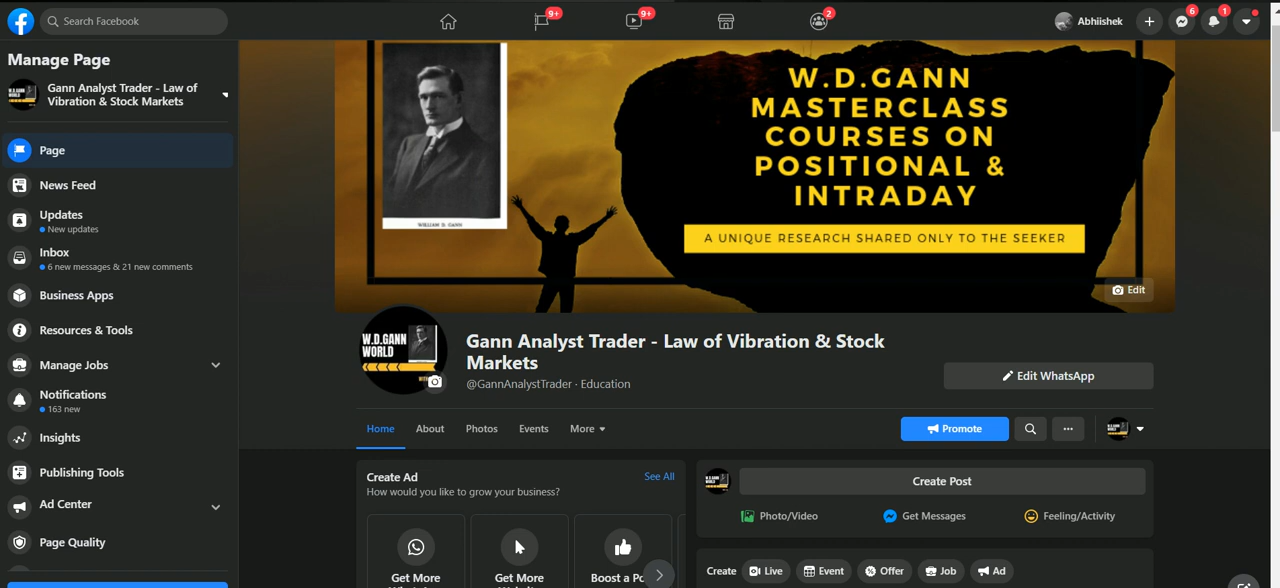 Search Facebook
9+
9+
2
Abhiishek
6
1
Manage Page
Gann Analyst Trader - Law of
Vibration & Stock Markets
Page
News Feed
Updates
New updates
Inbox
6 new messages & 21 new comments
Business Apps
Resources & Tools
Manage Jobs
Notifications
163 new
Insights
Publishing Tools
Ad Center
Page Quality
WILLIAM D. GANN
W.D.GANN
MASTERCLASS
COURSES ON
POSITIONAL &
INTRADAY
A UNIQUE RESEARCH SHARED ONLY TO THE SEEKER
Edit
W.D.GANN
WORLD
Gann Analyst Trader - Law of Vibration & Stock
Markets
@GannAnalystTrader · Education
Edit WhatsApp
Home
About
Photos
Events
More
Promote
Create Ad
See All
How would you like to grow your business?
Get More
Get More
Boost a Po
Create Post
Photo/Video
Get Messages
Feeling/Activity
Create
Live
Event
Offer
Job
Ad